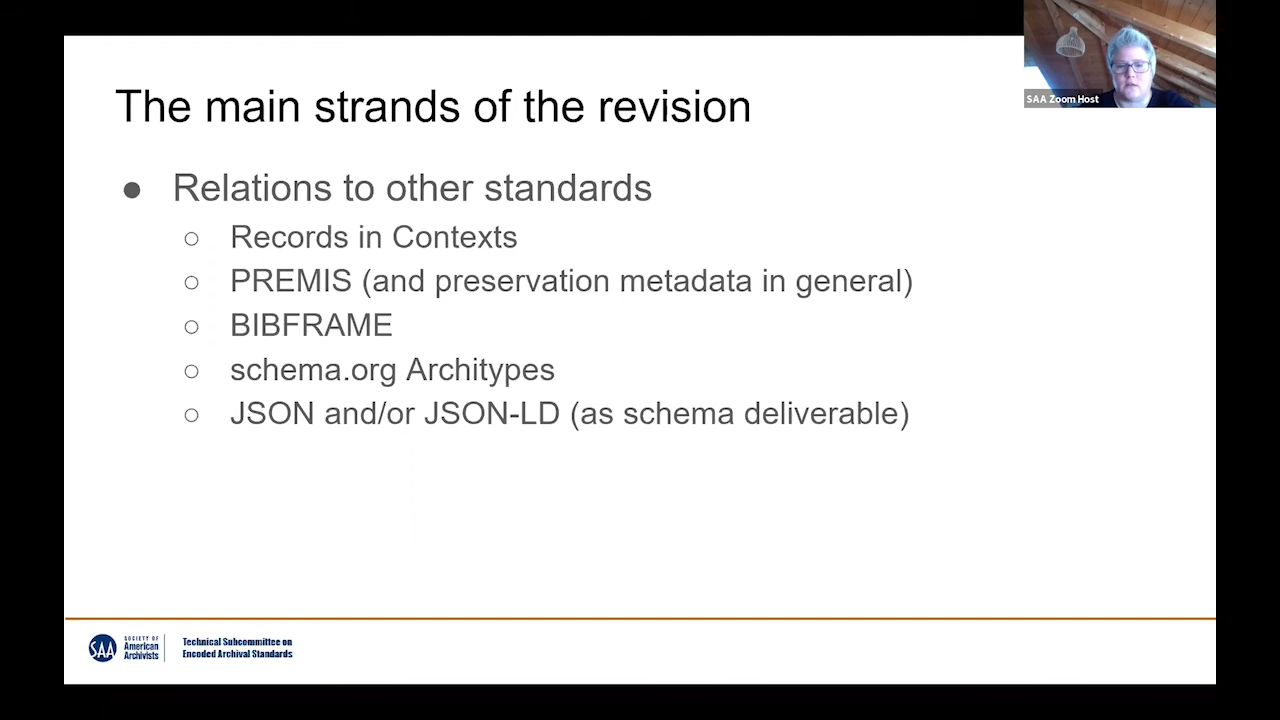 The main strands of the revision
SAA Zoom Host
● Relations to other standards
○ Records in Contexts
○ PREMIS (and preservation metadata in general)
○ BIBFRAME
○ schema.org Architypes
○ JSON and/or JSON-LD (as schema deliverable)
SAA
SOCIETY OF
American
Archivists
Technical Subcommittee on
Encoded Archival Standards